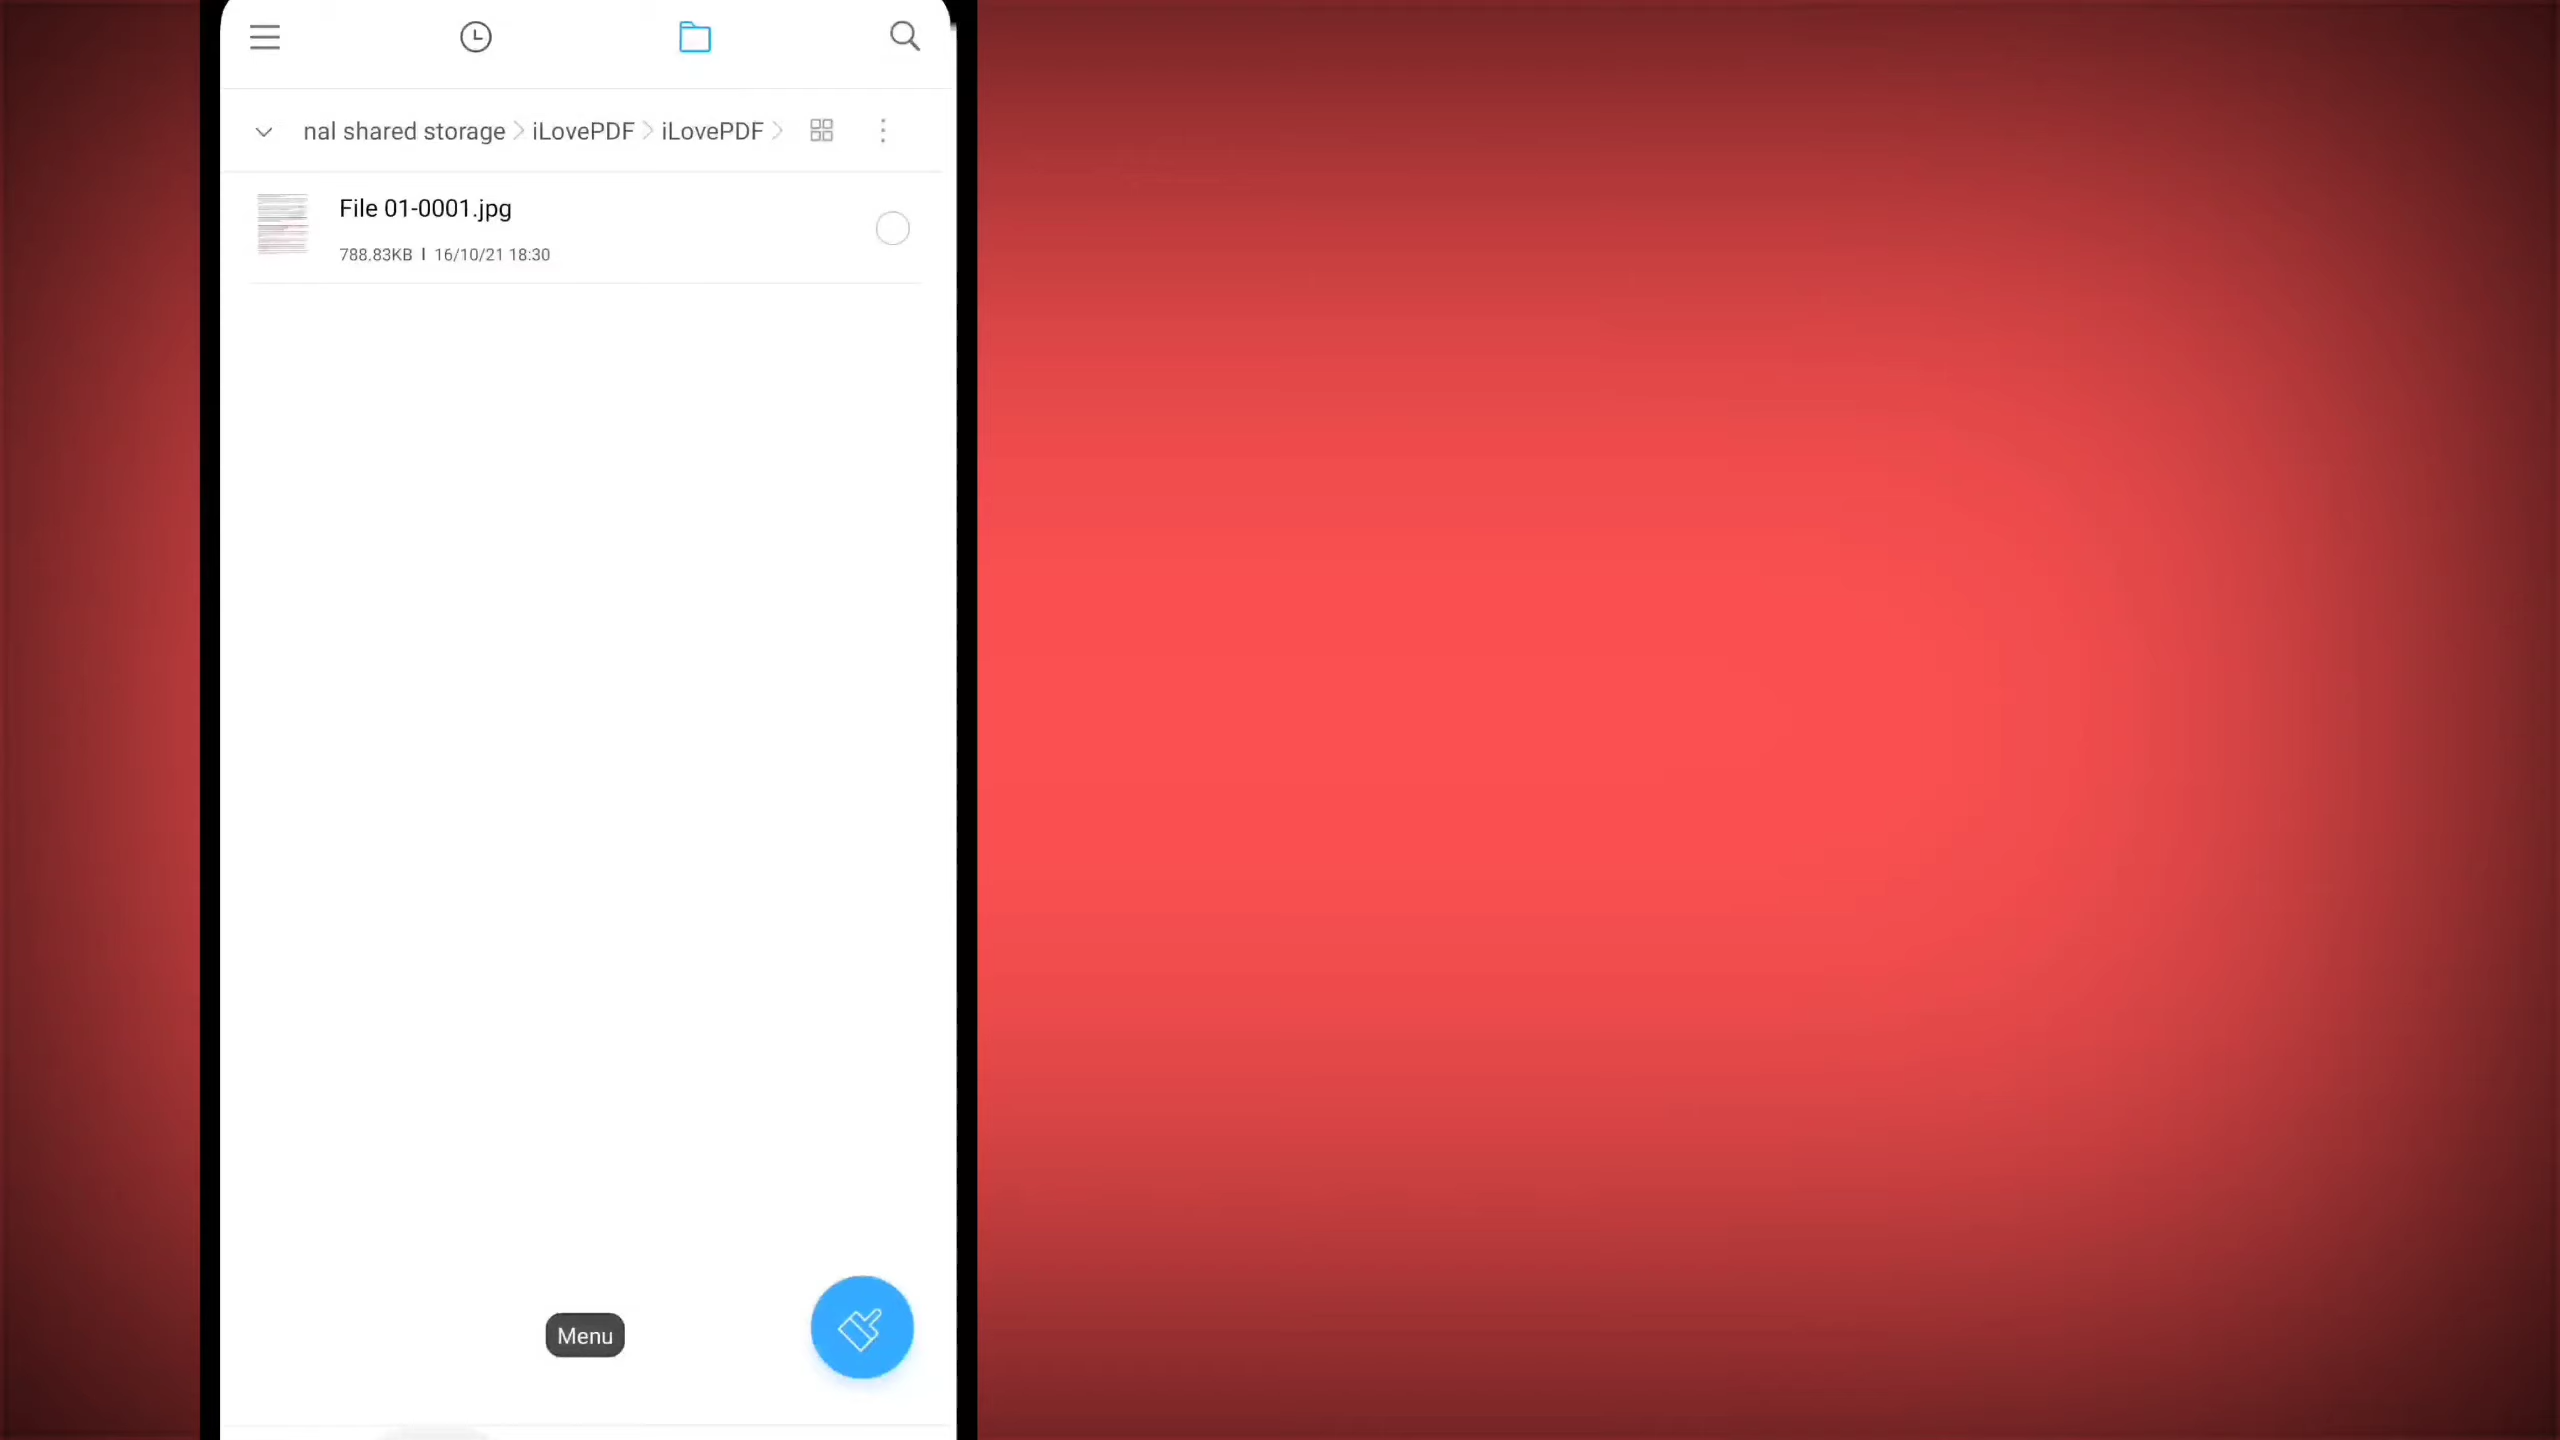 nal shared storage > iLovePDF > iLovePDF >
File 01-0001.jpg
788.83KB | 16/10/21 18:30
Menu